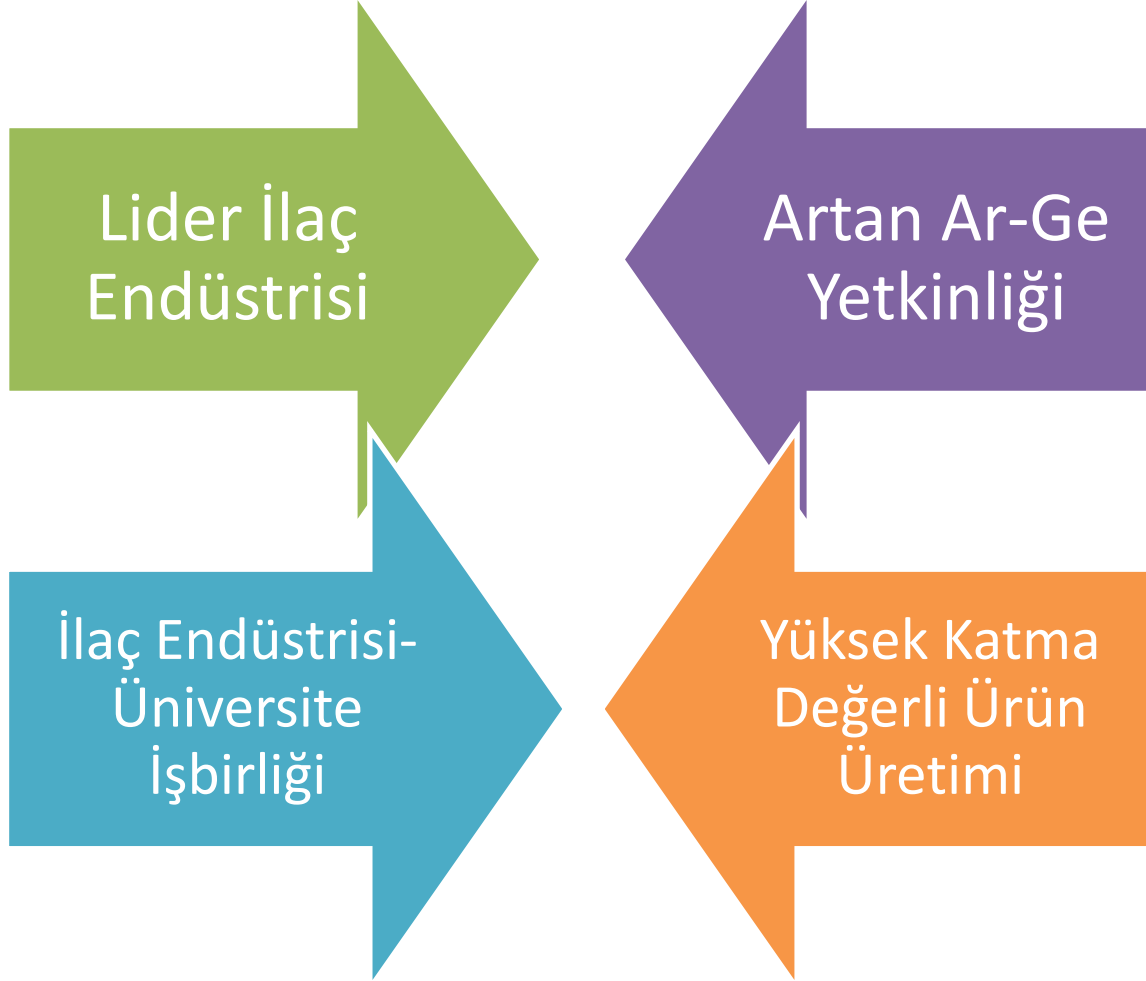 Lider İlaç
Endüstrisi
Artan Ar-Ge
Yetkinliği
İlaç Endüstrisi-
Üniversite
İşbirliği
Yüksek Katma
Değerli Ürün
Üretimi